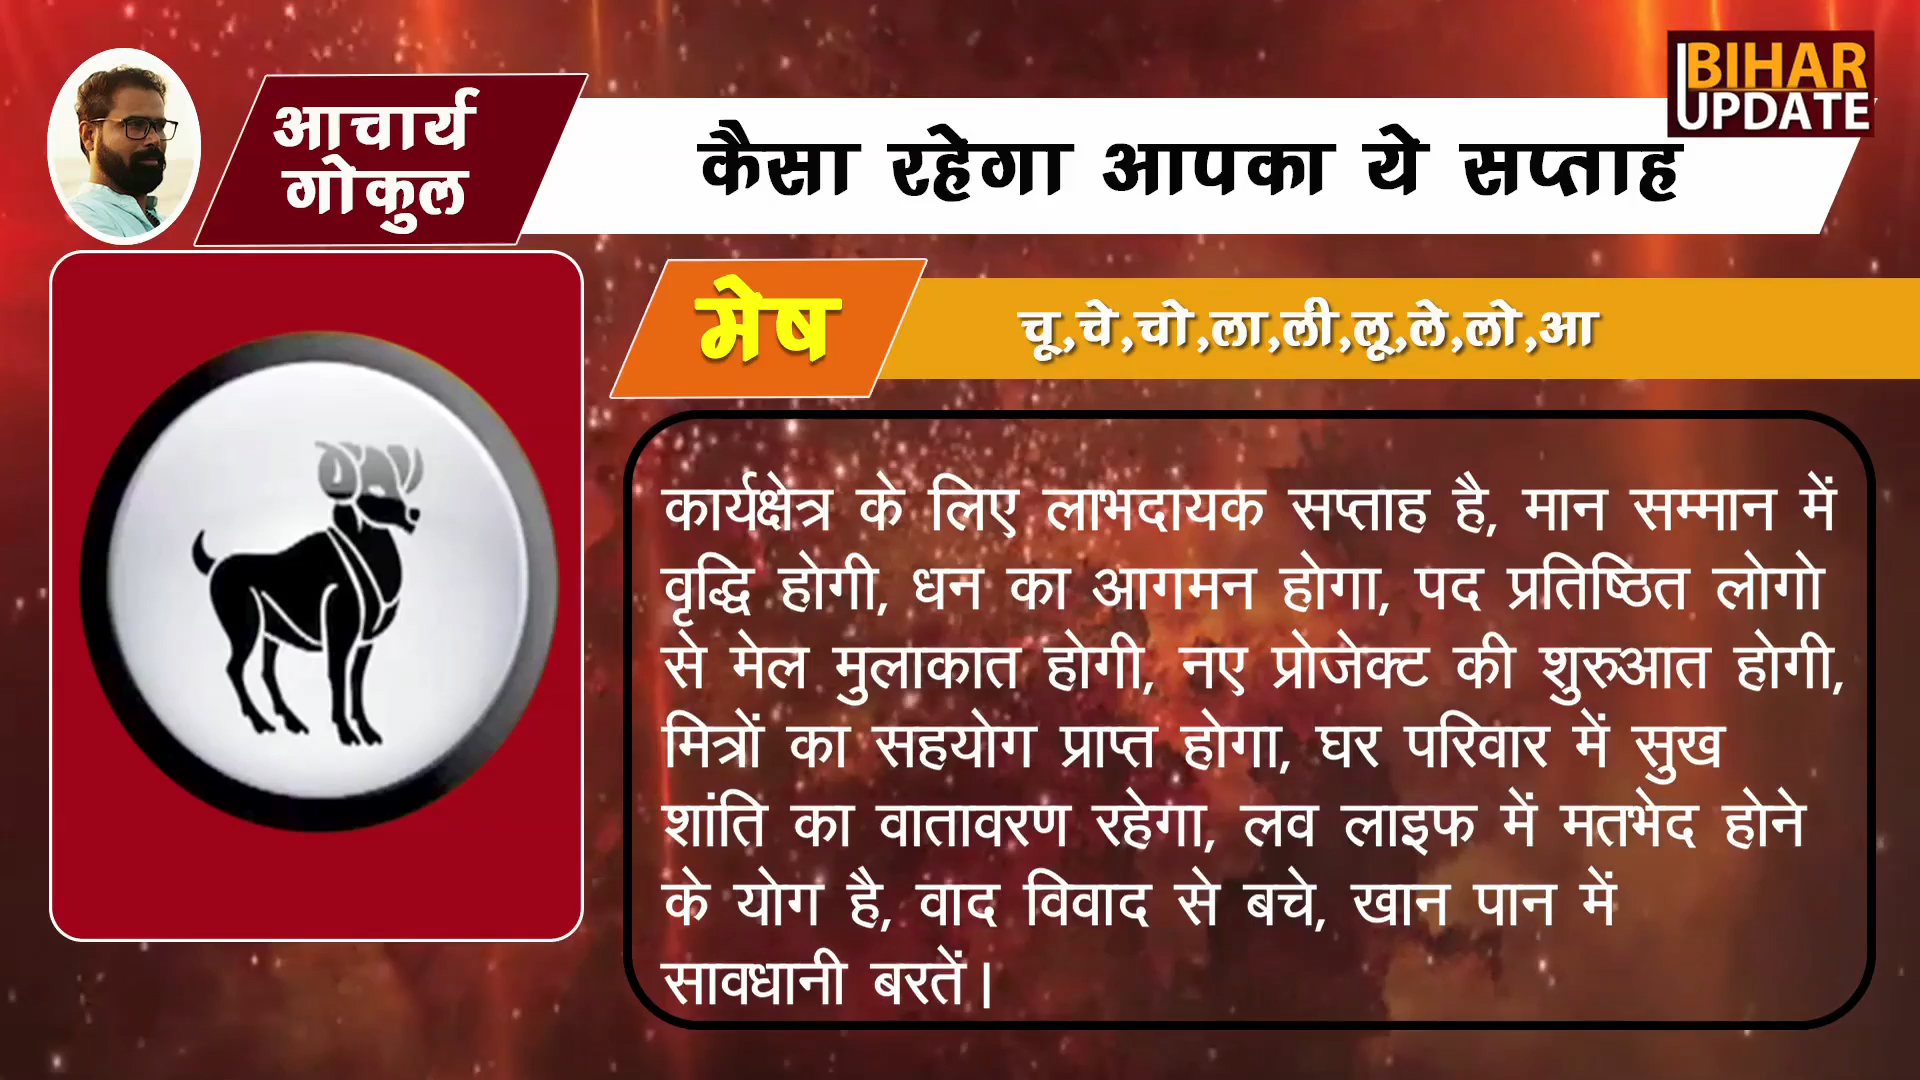 आचार्य
गोकुल
कैसा रहेगा आपका ये सप्ताह
BIHAR
UPDATE
मेष
चू,चे,चो,ला,ली,लू,ले,लो,आ
कार्यक्षेत्र के लिए लाभदायक सप्ताह है, मान सम्मान में
वृद्धि होगी, धन का आगमन होगा, पद प्रतिष्ठित लोगो
से मेल मुलाकात होगी, नए प्रोजेक्ट की शुरुआत होगी,
मित्रों का सहयोग प्राप्त होगा, घर परिवार में सुख
शांति का वातावरण रहेगा, लव लाइफ में मतभेद होने
के योग है, वाद विवाद से बचे, खान पान में
सावधानी बरतें।